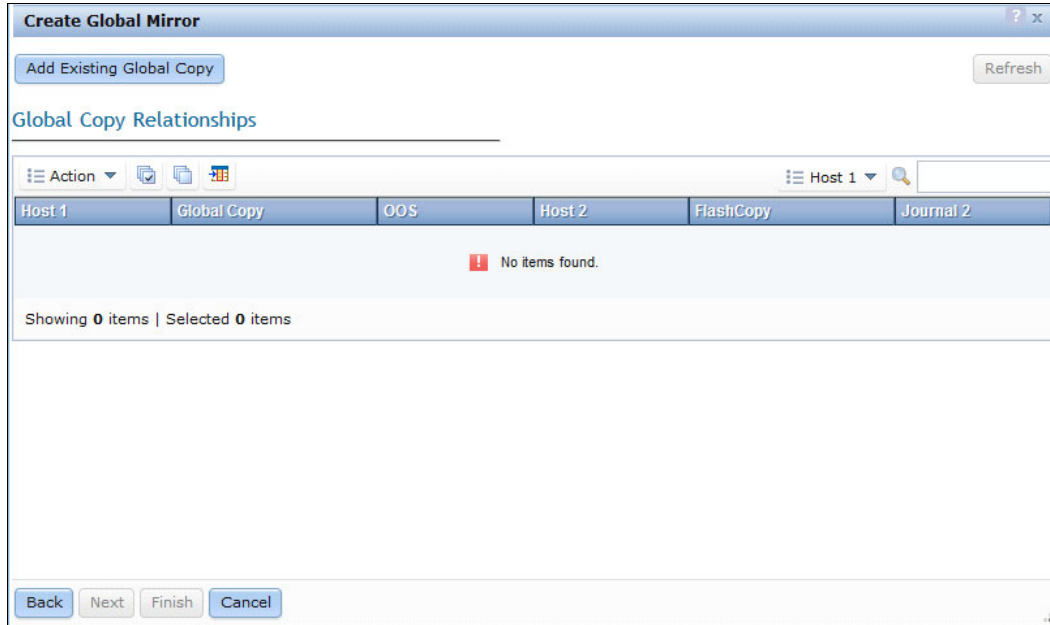 Create Global Mirror
? x
Add Existing Global Copy
Refresh
Global Copy Relationships
Action
Host 1
Host 1 Global Copy OOS Host 2 FlashCopy Journal 2
! No items found.
Showing 0 items | Selected 0 items
Back Next Finish Cancel